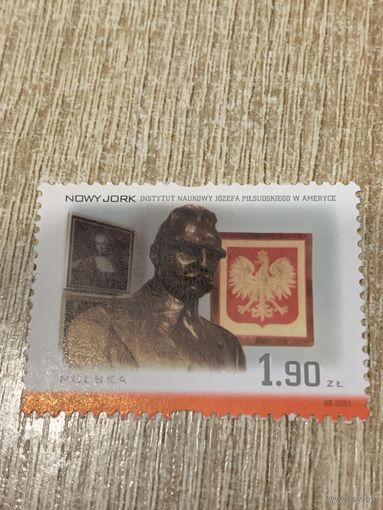 NOWY JORK INSTYTUT NAUKOWY JÓZEFA PIŁSUDSKIEGO W AMERYCE
POLSKA
1.90 ZŁ